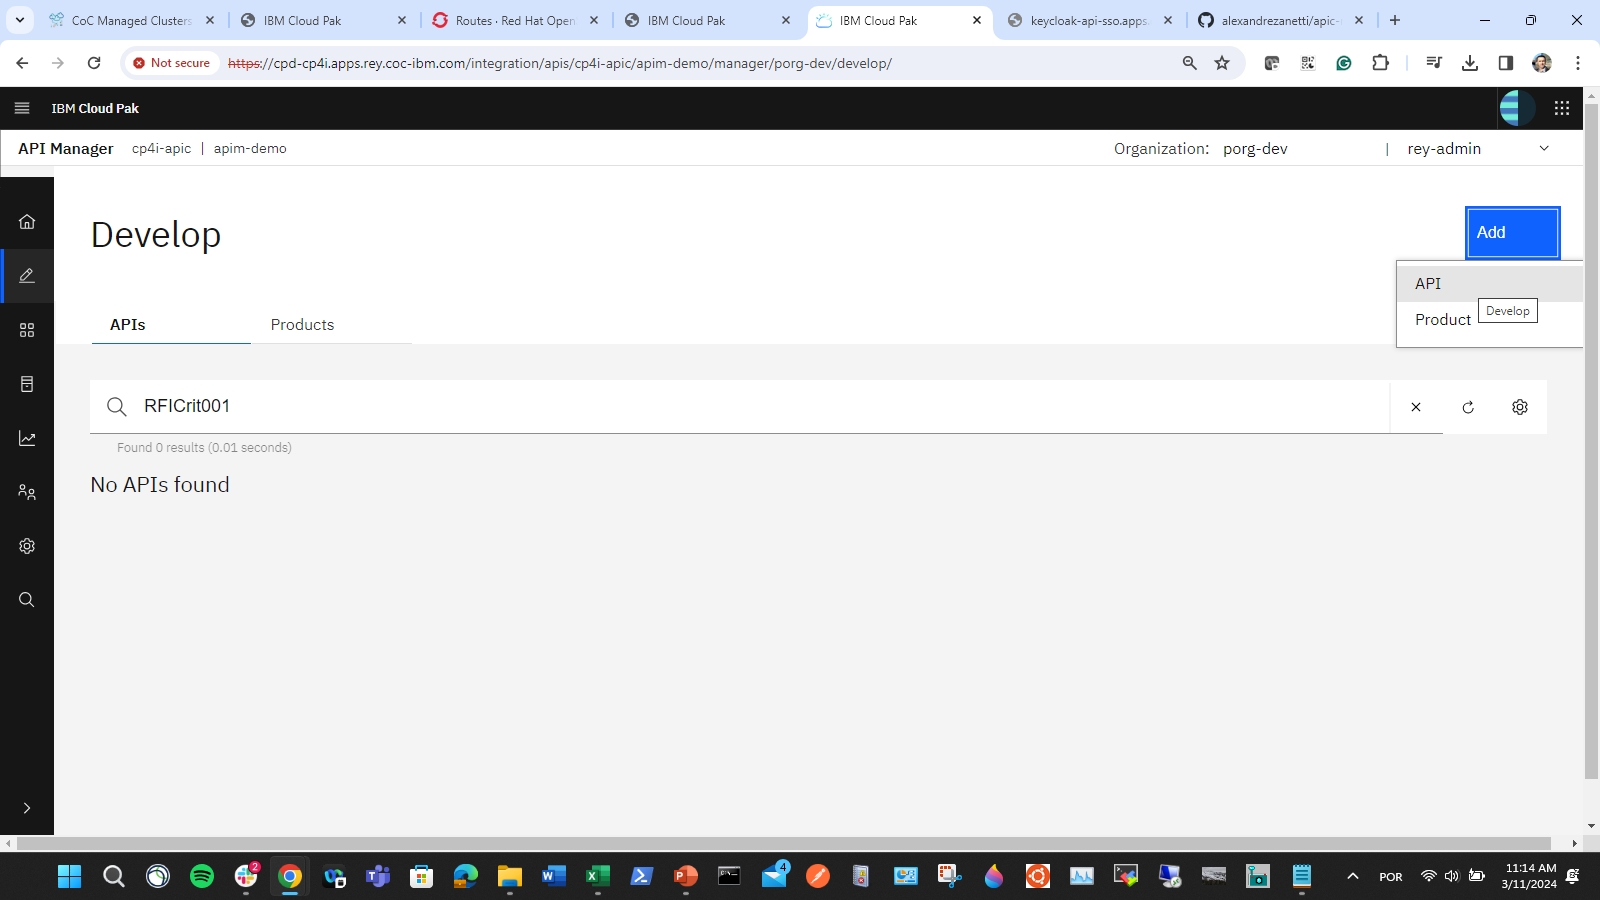 CoC Managed Clusters
IBM Cloud Pak
Routes · Red Hat Open
IBM Cloud Pak
IBM Cloud Pak
keycloak-api-sso.apps.
alexandrezanetti/apic-
Not secure
https://cpd-cp4i.apps.rey.coc-ibm.com/integration/apis/cp4i-apic/apim-demo/manager/porg-dev/develop/
IBM Cloud Pak
API Manager cp4i-apic | apim-demo
Organization: porg-dev | rey-admin
Develop
Add
API
Product
Develop
APIs
Products
RFICrit001
Found 0 results (0.01 seconds)
No APIs found
2
4
POR
11:14 AM
3/11/2024